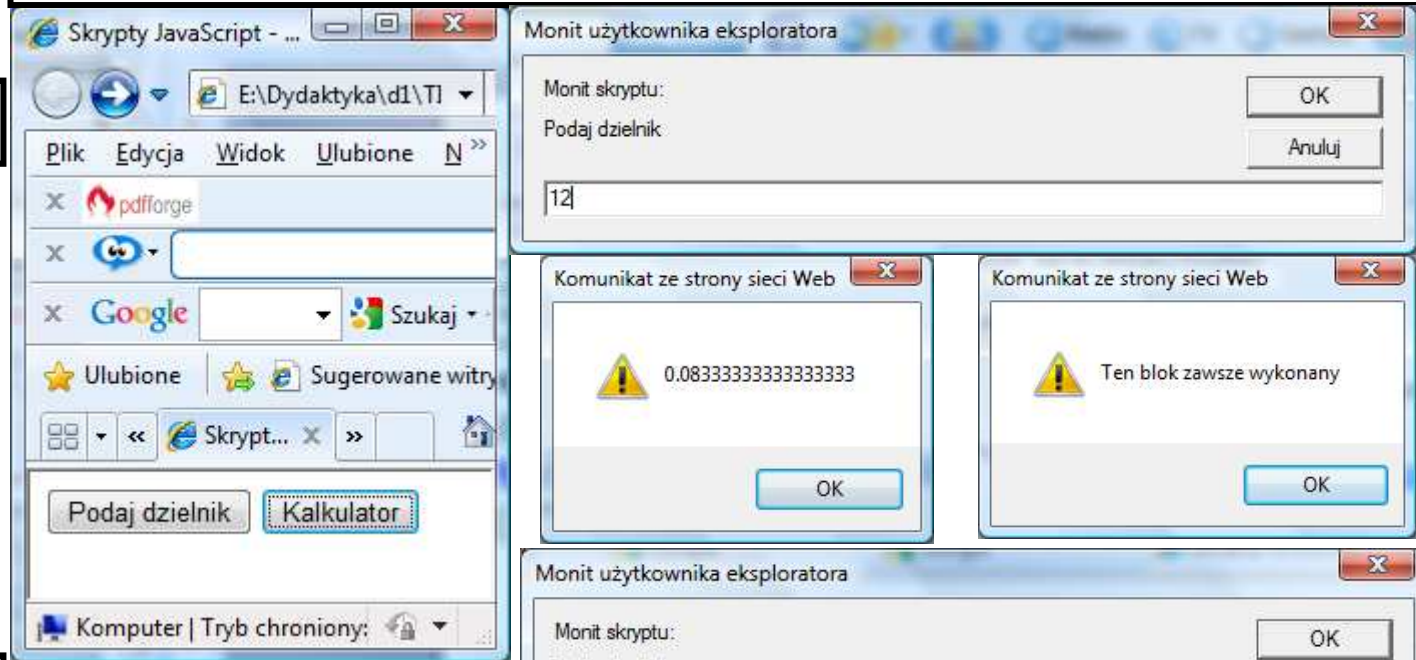 Skrypty JavaScript - ...
E:\Dydaktyka\d1\Tl
Plik Edycja Widok Ulubione N »
x pdfforge
x
x Google Szukaj
Ulubione Sugerowane witry
« Skrypt... x »
Podaj dzielnik Kalkulator
Komputer | Tryb chroniony:
Monit użytkownika eksploratora
Monit skryptu:
OK
Podaj dzielnik
Anuluj
12
Komunikat ze strony sieci Web
0.08333333333333333
OK
Komunikat ze strony sieci Web
Ten blok zawsze wykonany
OK
Monit użytkownika eksploratora
Monit skryptu:
OK